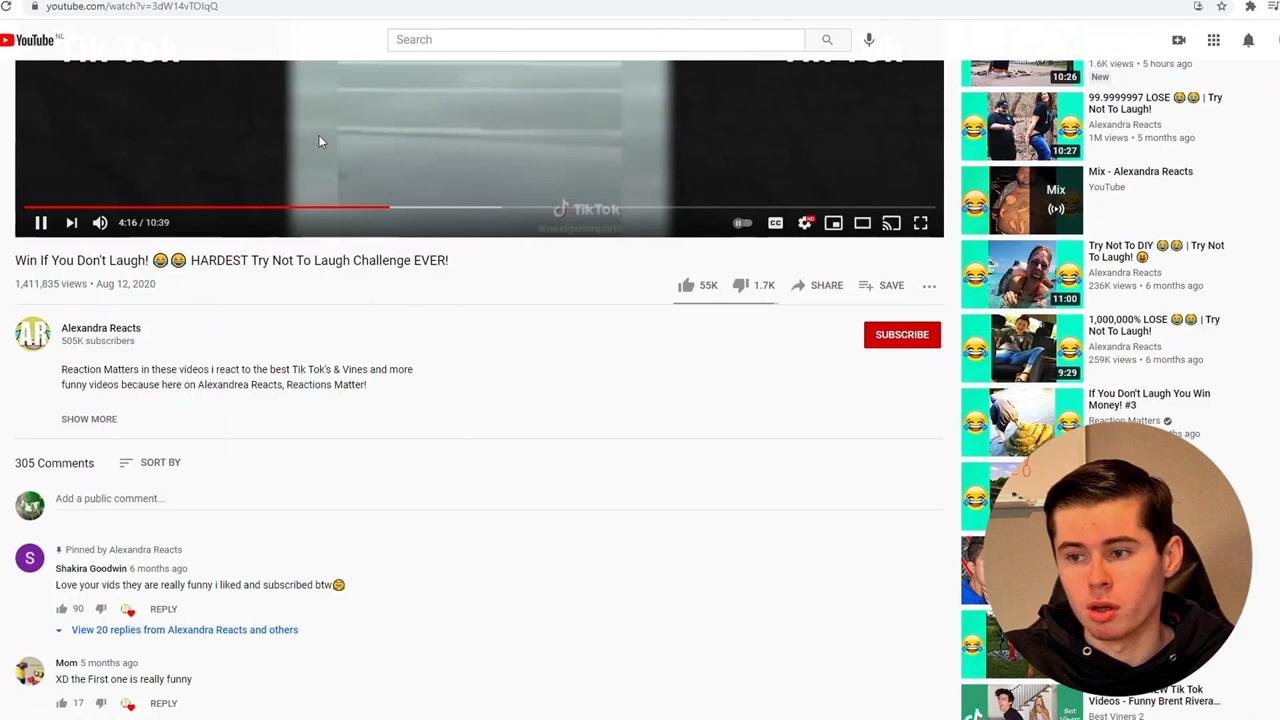 youtube.com/watch?v=3dW14vTOIqQ
YouTube NL
Search
TikTok
4:16 / 10:39
CC
HD
Win If You Don't Laugh! 😂😂 HARDEST Try Not To Laugh Challenge EVER!
1,411,835 views • Aug 12, 2020
55K
1.7K
SHARE
SAVE
AR
Alexandra Reacts
505K subscribers
SUBSCRIBE
Reaction Matters in these videos i react to the best Tik Tok's & Vines and more
funny videos because here on Alexandrea Reacts, Reactions Matter!
SHOW MORE
305 Comments
SORT BY
Add a public comment...
S
Pinned by Alexandra Reacts
Shakira Goodwin 6 months ago
Love your vids they are really funny i liked and subscribed btw🤗
90
REPLY
View 20 replies from Alexandra Reacts and others
Mom 5 months ago
XD the First one is really funny
17
REPLY
1.6K views • 5 hours ago
New
10:26
99.9999997 LOSE 😂😂 | Try
Not To Laugh!
Alexandra Reacts
1M views • 5 months ago
10:27
Mix - Alexandra Reacts
YouTube
Mix
Try Not To DIY 😂😂 | Try Not
To Laugh! 😝
Alexandra Reacts
236K views • 6 months ago
11:00
1,000,000% LOSE 😂😂 | Try
Not To Laugh!
Alexandra Reacts
259K views • 6 months ago
9:29
If You Don't Laugh You Win
Money! #3
Reaction Matters
ago
Tik Tok
Videos - Funny Brent Rivera...
Best Viners 2
Best
Viners